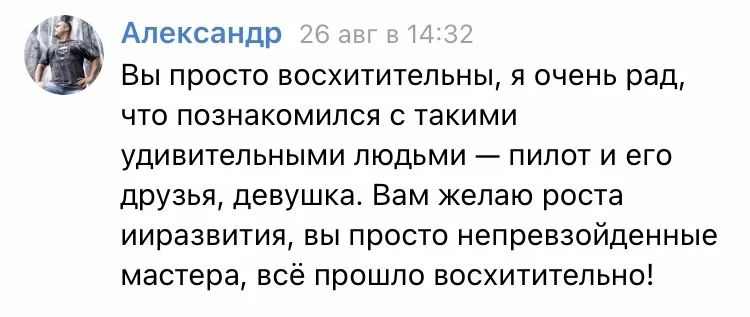 Александр 26 авг в 14:32
Вы просто восхитительны, я очень рад,
что познакомился с такими
удивительными людьми — пилот и его
друзья, девушка. Вам желаю роста
ииразвития, вы просто непревзойденные
мастера, всё прошло восхитительно!